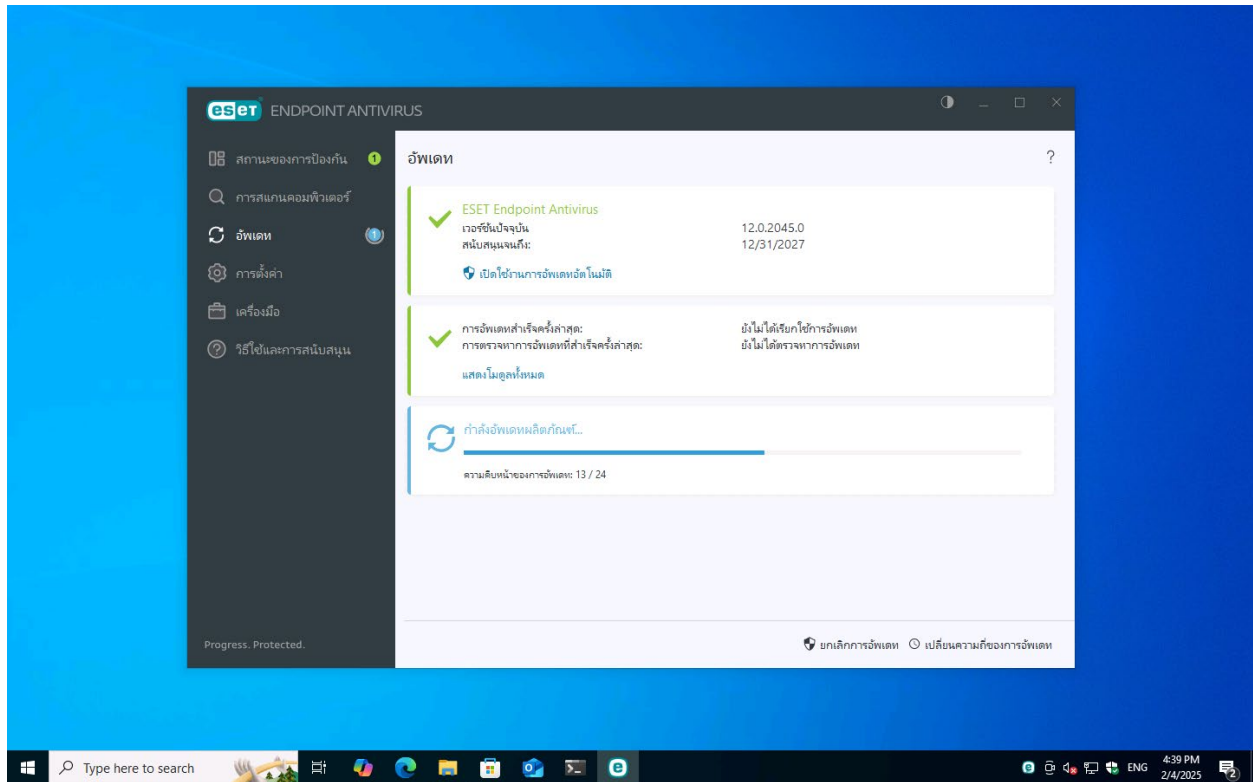 eset ENDPOINT ANTIVIRUS
สถานะของการป้องกัน 1
การสแกนคอมพิวเตอร์
อัพเดท 1
การตั้งค่า
เครื่องมือ
วิธีใช้และการสนับสนุน
Progress. Protected.
อัพเดท ?
ESET Endpoint Antivirus
เวอร์ชันปัจจุบัน 12.0.2045.0
สนับสนุนจนถึง: 12/31/2027
เปิดใช้งานการอัพเดทอัตโนมัติ
การอัพเดทสำเร็จครั้งล่าสุด: ยังไม่ได้เรียกใช้การอัพเดท
การตรวจหาการอัพเดทที่สำเร็จครั้งล่าสุด: ยังไม่ได้ตรวจหาการอัพเดท
แสดงโมดูลทั้งหมด
กำลังอัพเดทผลิตภัณฑ์...
ความคืบหน้าของการอัพเดท: 13 / 24
ยกเลิกการอัพเดท เปลี่ยนความถี่ของการอัพเดท
Type here to search
ENG
4:39 PM
2/4/2025
2